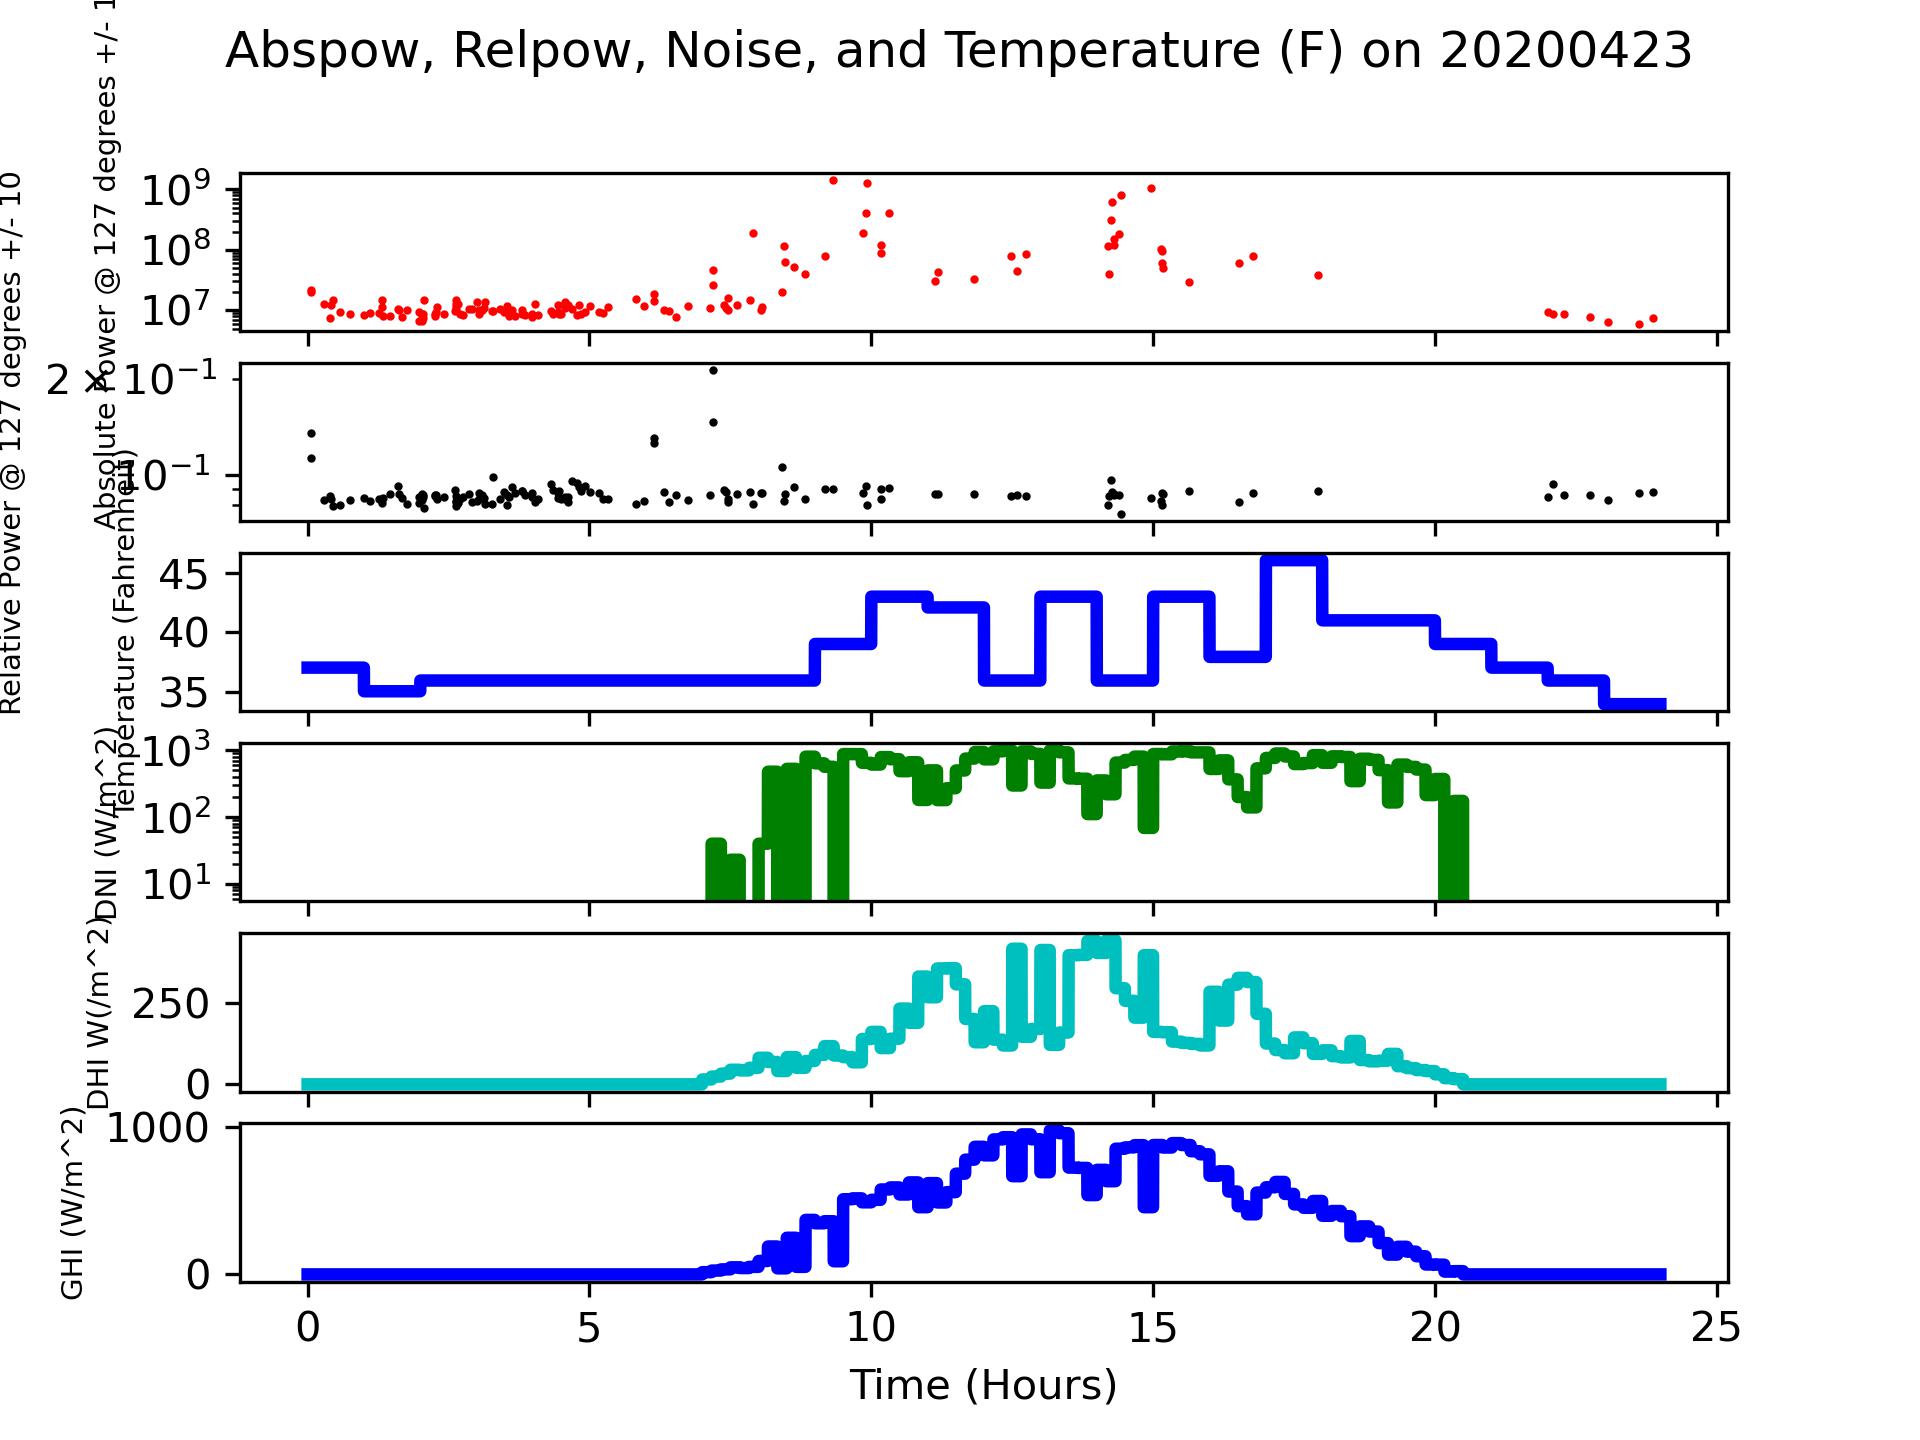 Abspow, Relpow, Noise, and Temperature (F) on 20200423
Absolute Power @ 127 degrees +/- 1
10⁹
10⁸
10⁷
Relative Power @ 127 degrees +/- 10
2 × 10⁻¹
10⁻¹
Temperature (Fahrenheit)
45
40
35
DNI (W/m^2)
10³
10²
10¹
DHI W(/m^2)
250
0
GHI (W/m^2)
1000
0
0 5 10 15 20 25
Time (Hours)